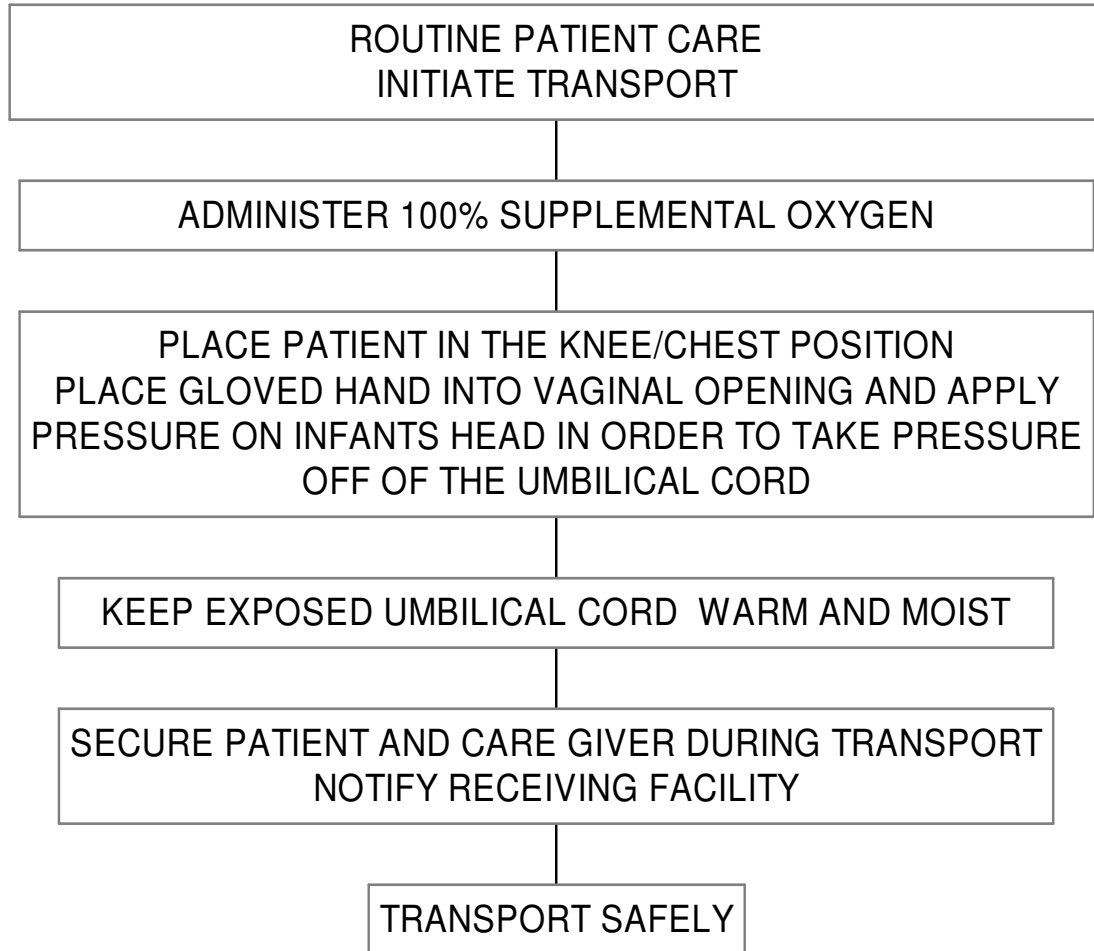 ROUTINE PATIENT CARE
INITIATE TRANSPORT
ADMINISTER 100% SUPPLEMENTAL OXYGEN
PLACE PATIENT IN THE KNEE/CHEST POSITION
PLACE GLOVED HAND INTO VAGINAL OPENING AND APPLY
PRESSURE ON INFANTS HEAD IN ORDER TO TAKE PRESSURE
OFF OF THE UMBILICAL CORD
KEEP EXPOSED UMBILICAL CORD  WARM AND MOIST
SECURE PATIENT AND CARE GIVER DURING TRANSPORT
NOTIFY RECEIVING FACILITY
TRANSPORT SAFELY